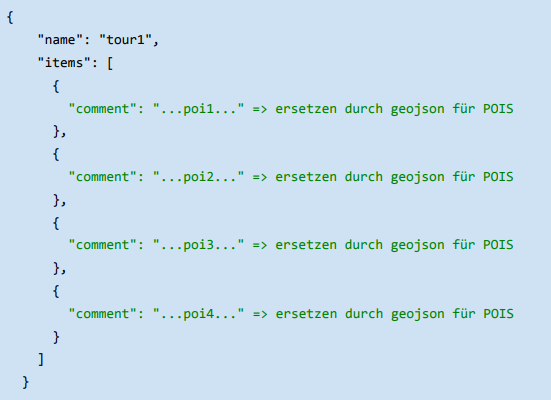 {
"name": "tour1",
"items": [
{
"comment": "...poi1..." => ersetzen durch geojson für POIS
},
{
"comment": "...poi2..." => ersetzen durch geojson für POIS
},
{
"comment": "...poi3..." => ersetzen durch geojson für POIS
},
{
"comment": "...poi4..." => ersetzen durch geojson für POIS
}
]
}